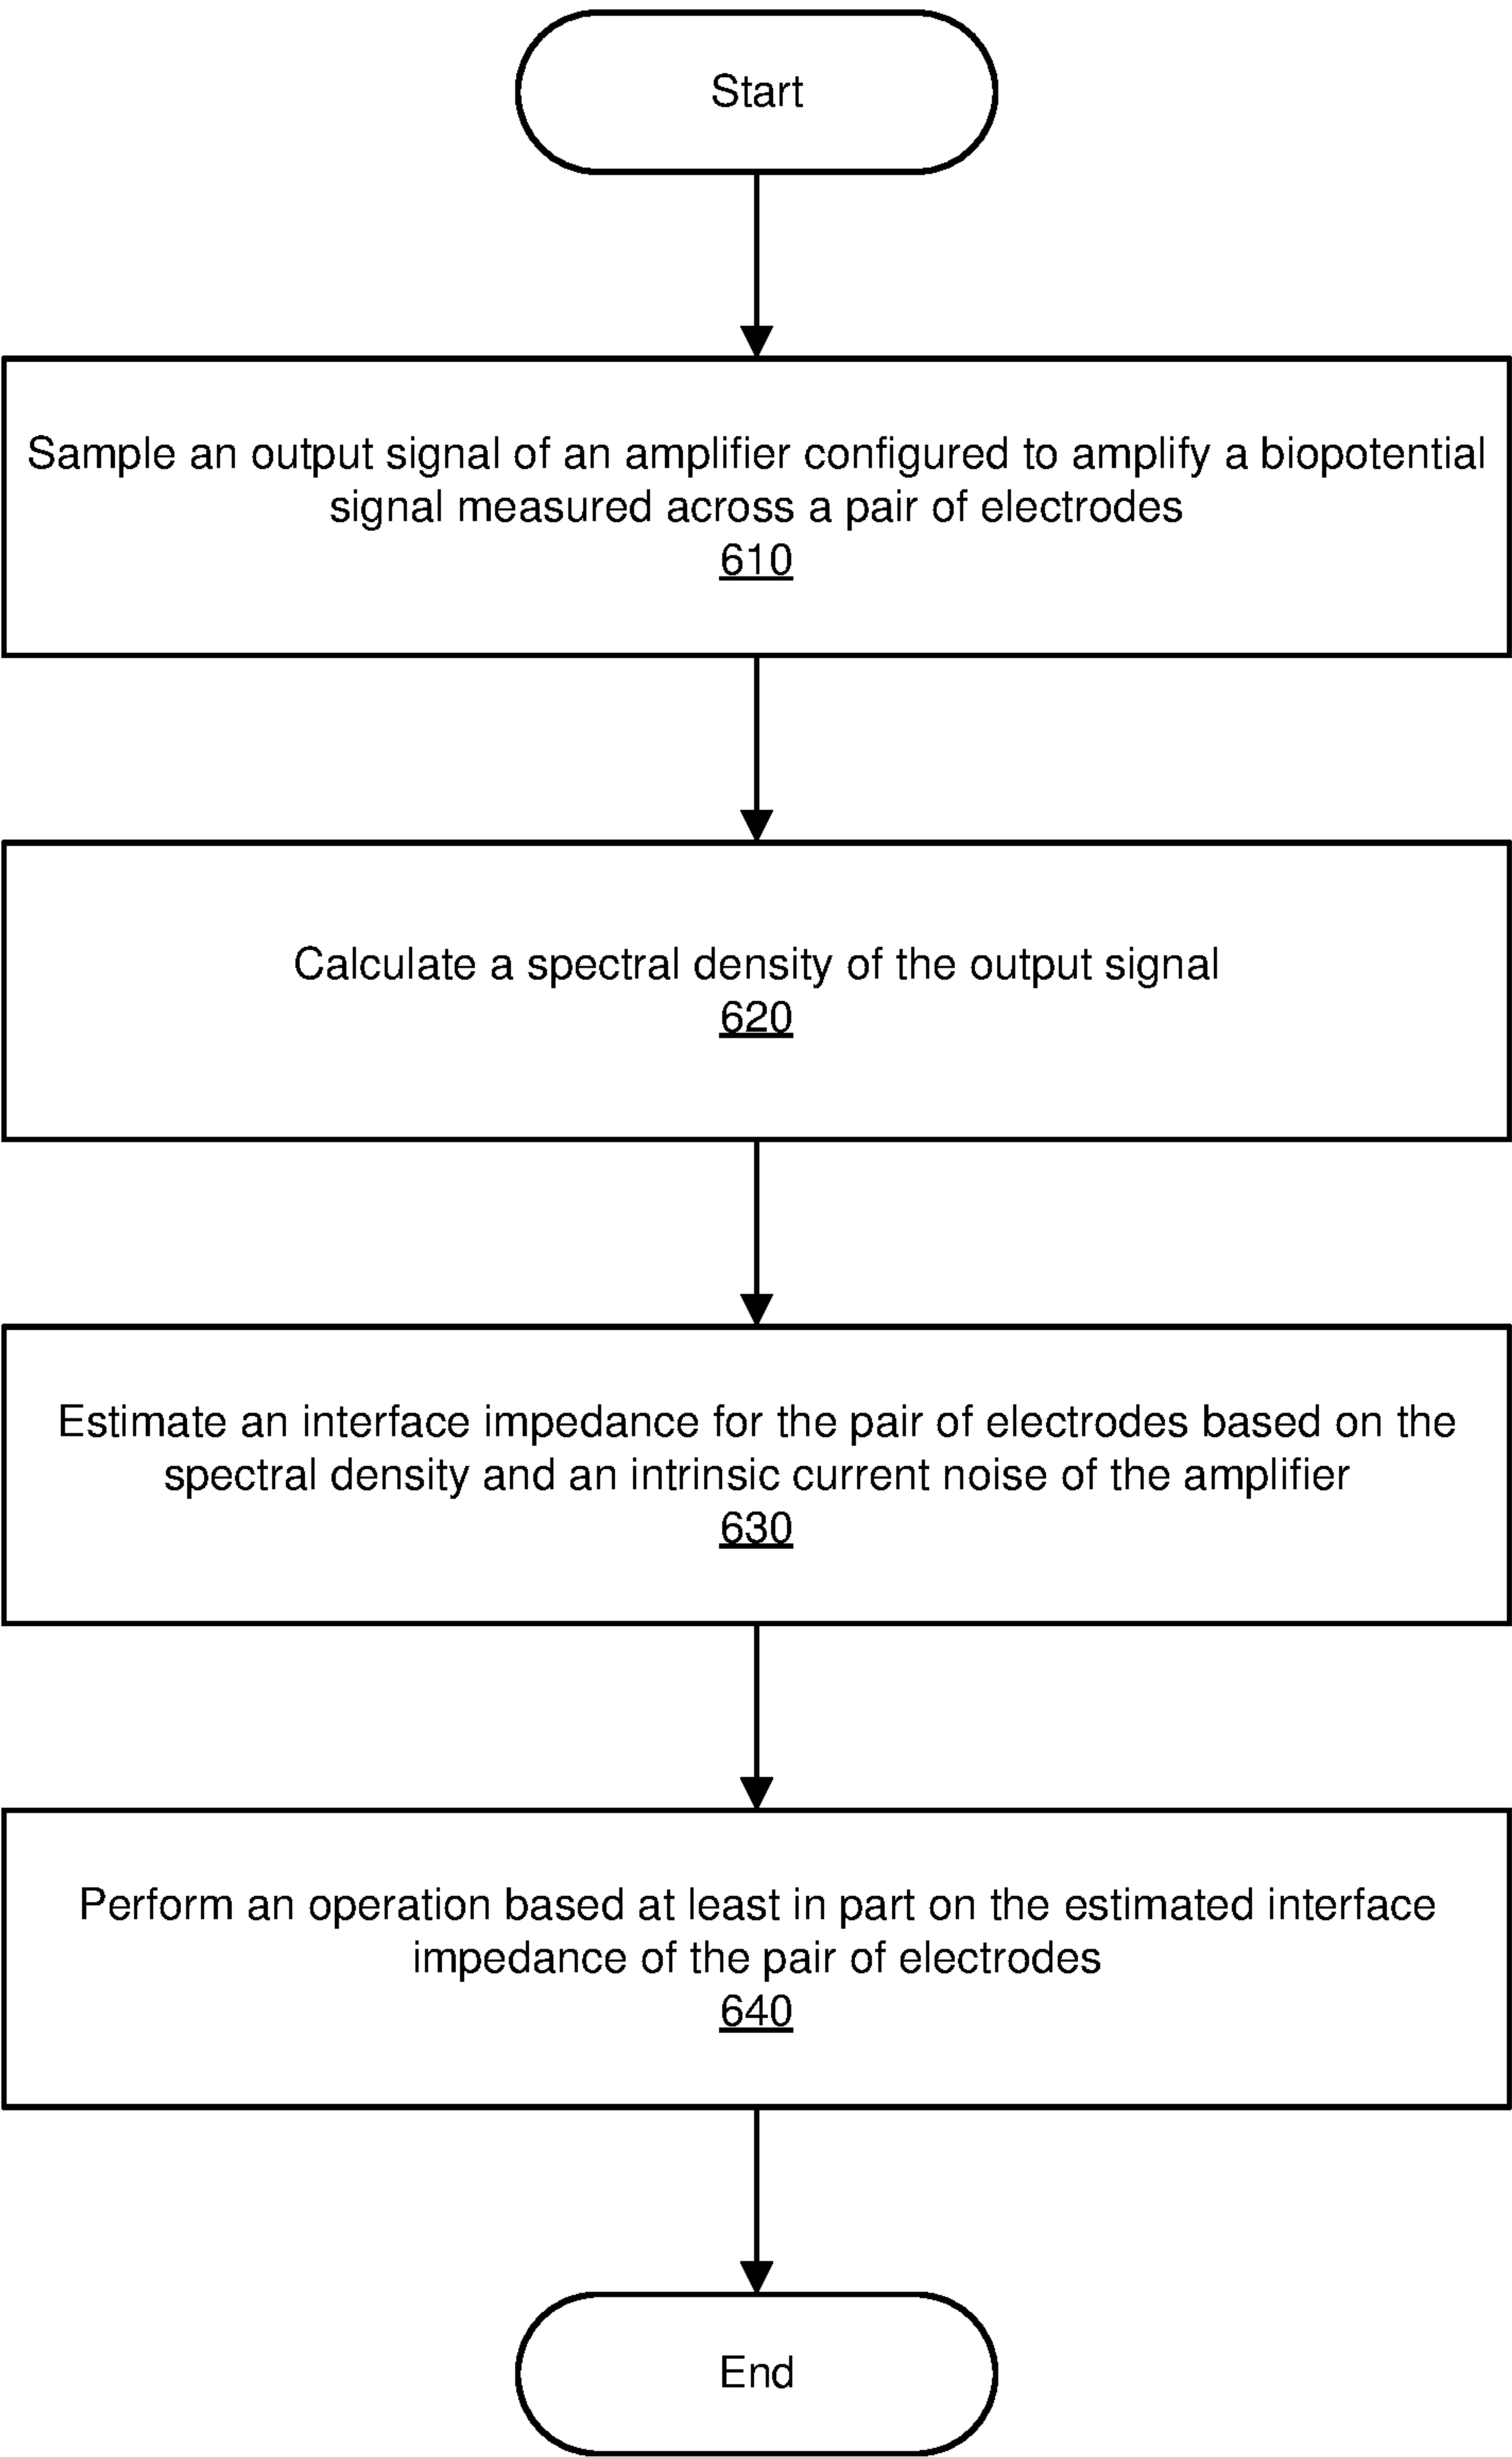 Start
Sample an output signal of an amplifier configured to amplify a biopotential
signal measured across a pair of electrodes
610
Calculate a spectral density of the output signal
620
Estimate an interface impedance for the pair of electrodes based on the
spectral density and an intrinsic current noise of the amplifier
630
Perform an operation based at least in part on the estimated interface
impedance of the pair of electrodes
640
End